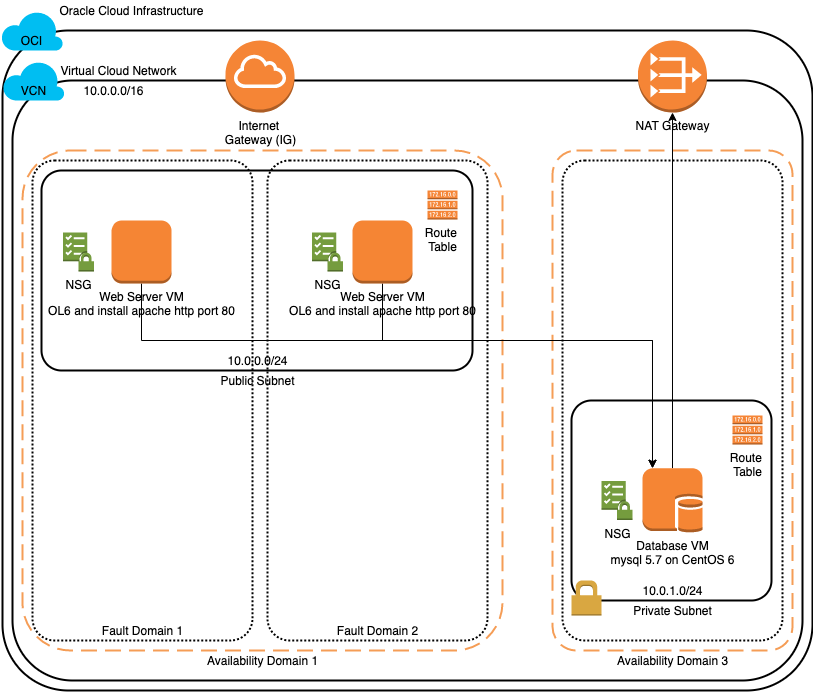 Oracle Cloud Infrastructure
OCI
Virtual Cloud Network
VCN
10.0.0.0/16
Internet
Gateway (IG)
NAT Gateway
172.16.0.0
172.16.1.0
172.16.2.0
Route
Table
NSG
Web Server VM
OL6 and install apache http port 80
NSG
Web Server VM
OL6 and install apache http port 80
10.0.0.0/24
Public Subnet
172.16.0.0
172.16.1.0
172.16.2.0
Route
Table
NSG
Database VM
mysql 5.7 on CentOS 6
10.0.1.0/24
Private Subnet
Fault Domain 1
Fault Domain 2
Availability Domain 1
Availability Domain 3